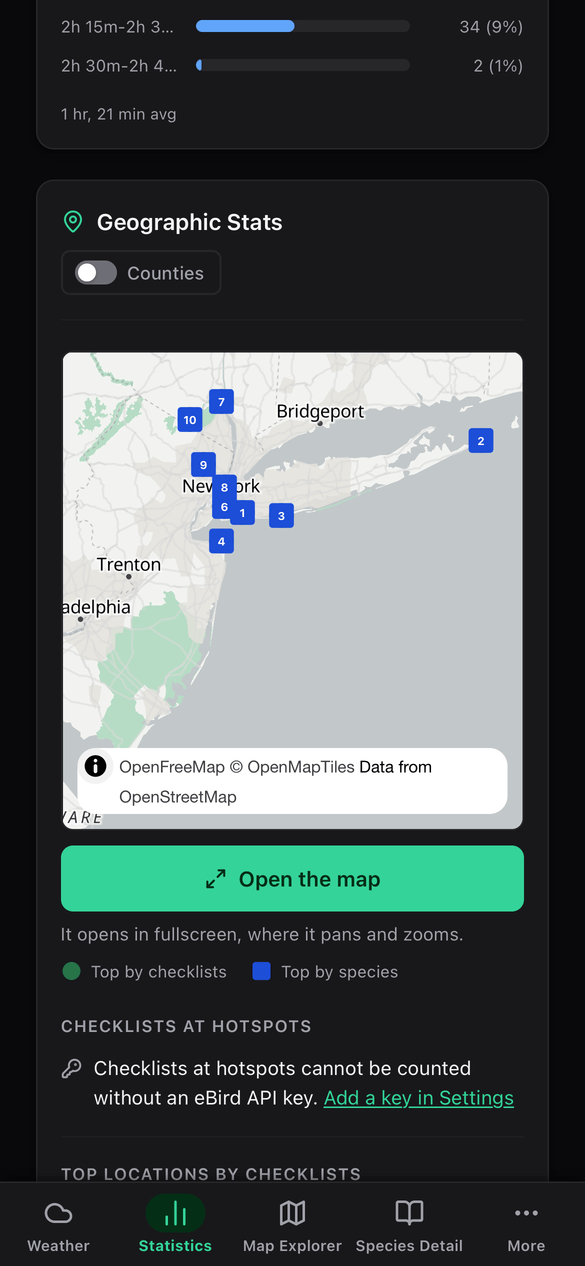 2h 15m-2h 3... 34 (9%)
2h 30m-2h 4... 2 (1%)
1 hr, 21 min avg
Geographic Stats
Counties
7
10
Bridgeport
2
9
New York
8
6
1
3
4
Trenton
adelphia
OpenFreeMap © OpenMapTiles Data from
OpenStreetMap
ARE
Open the map
It opens in fullscreen, where it pans and zooms.
Top by checklists Top by species
CHECKLISTS AT HOTSPOTS
Checklists at hotspots cannot be counted
without an eBird API key. Add a key in Settings
TOP LOCATIONS BY CHECKLISTS
Weather Statistics Map Explorer Species Detail More